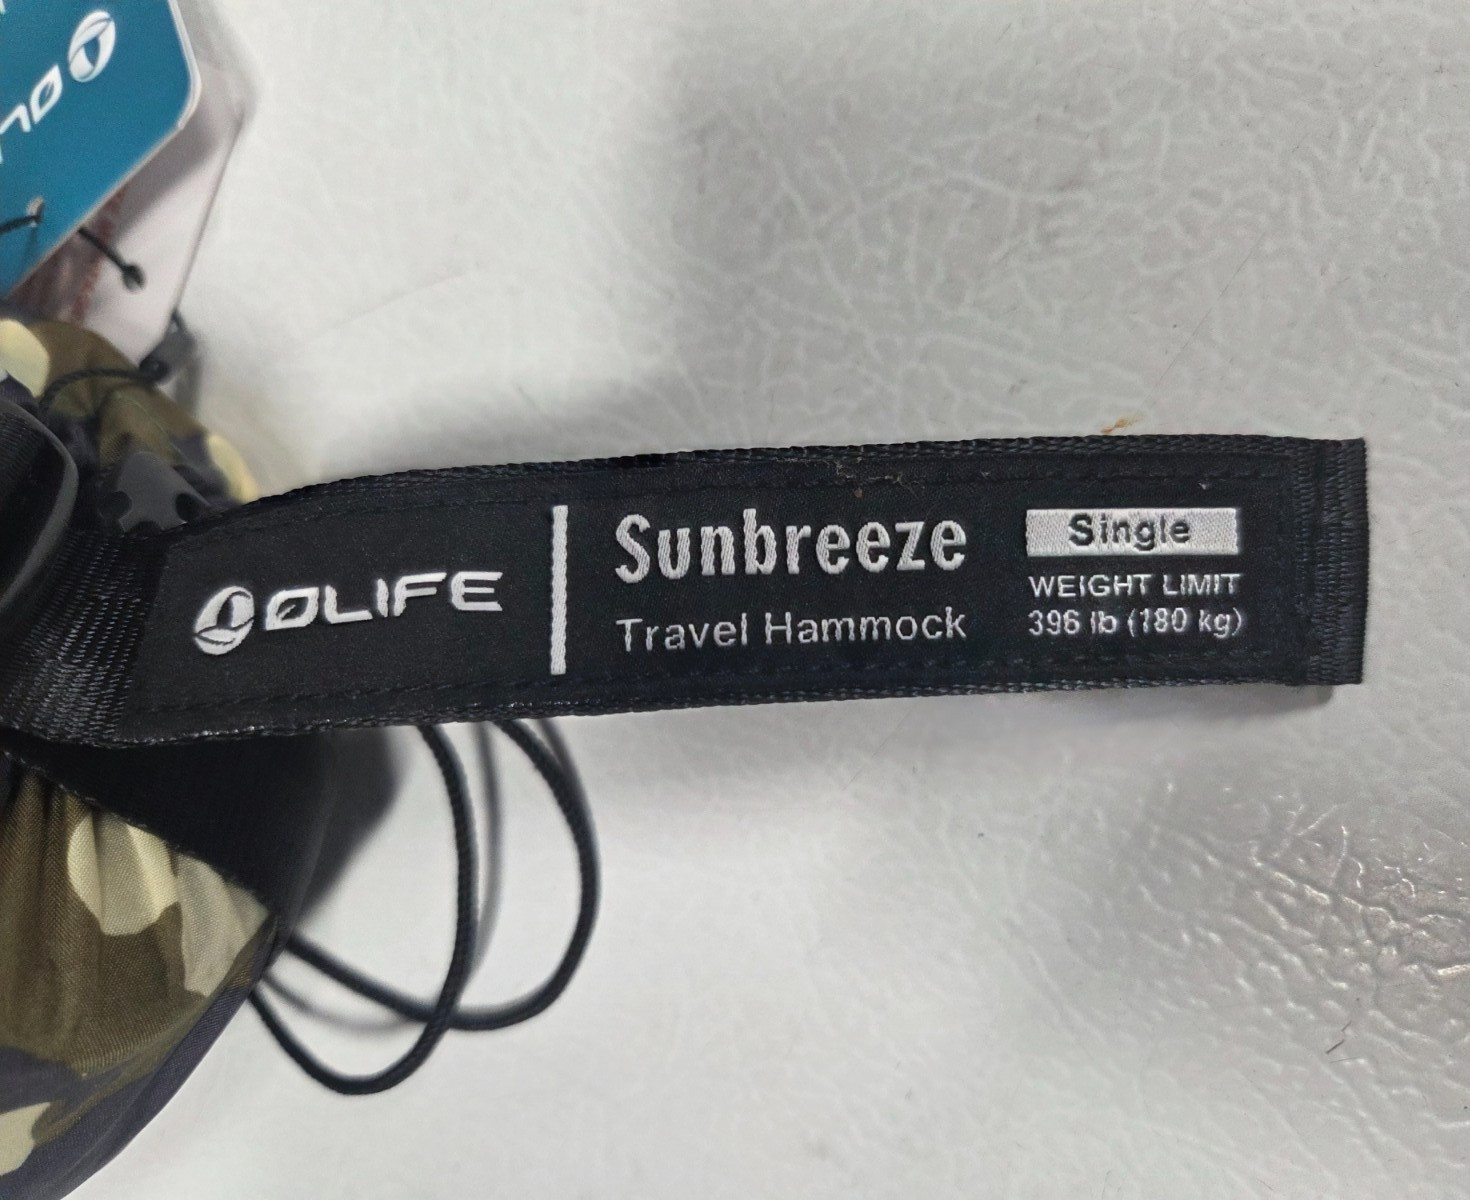 OLIFE
Sunbreeze
Travel Hammock
Single
WEIGHT LIMIT
396 lb (180 kg)